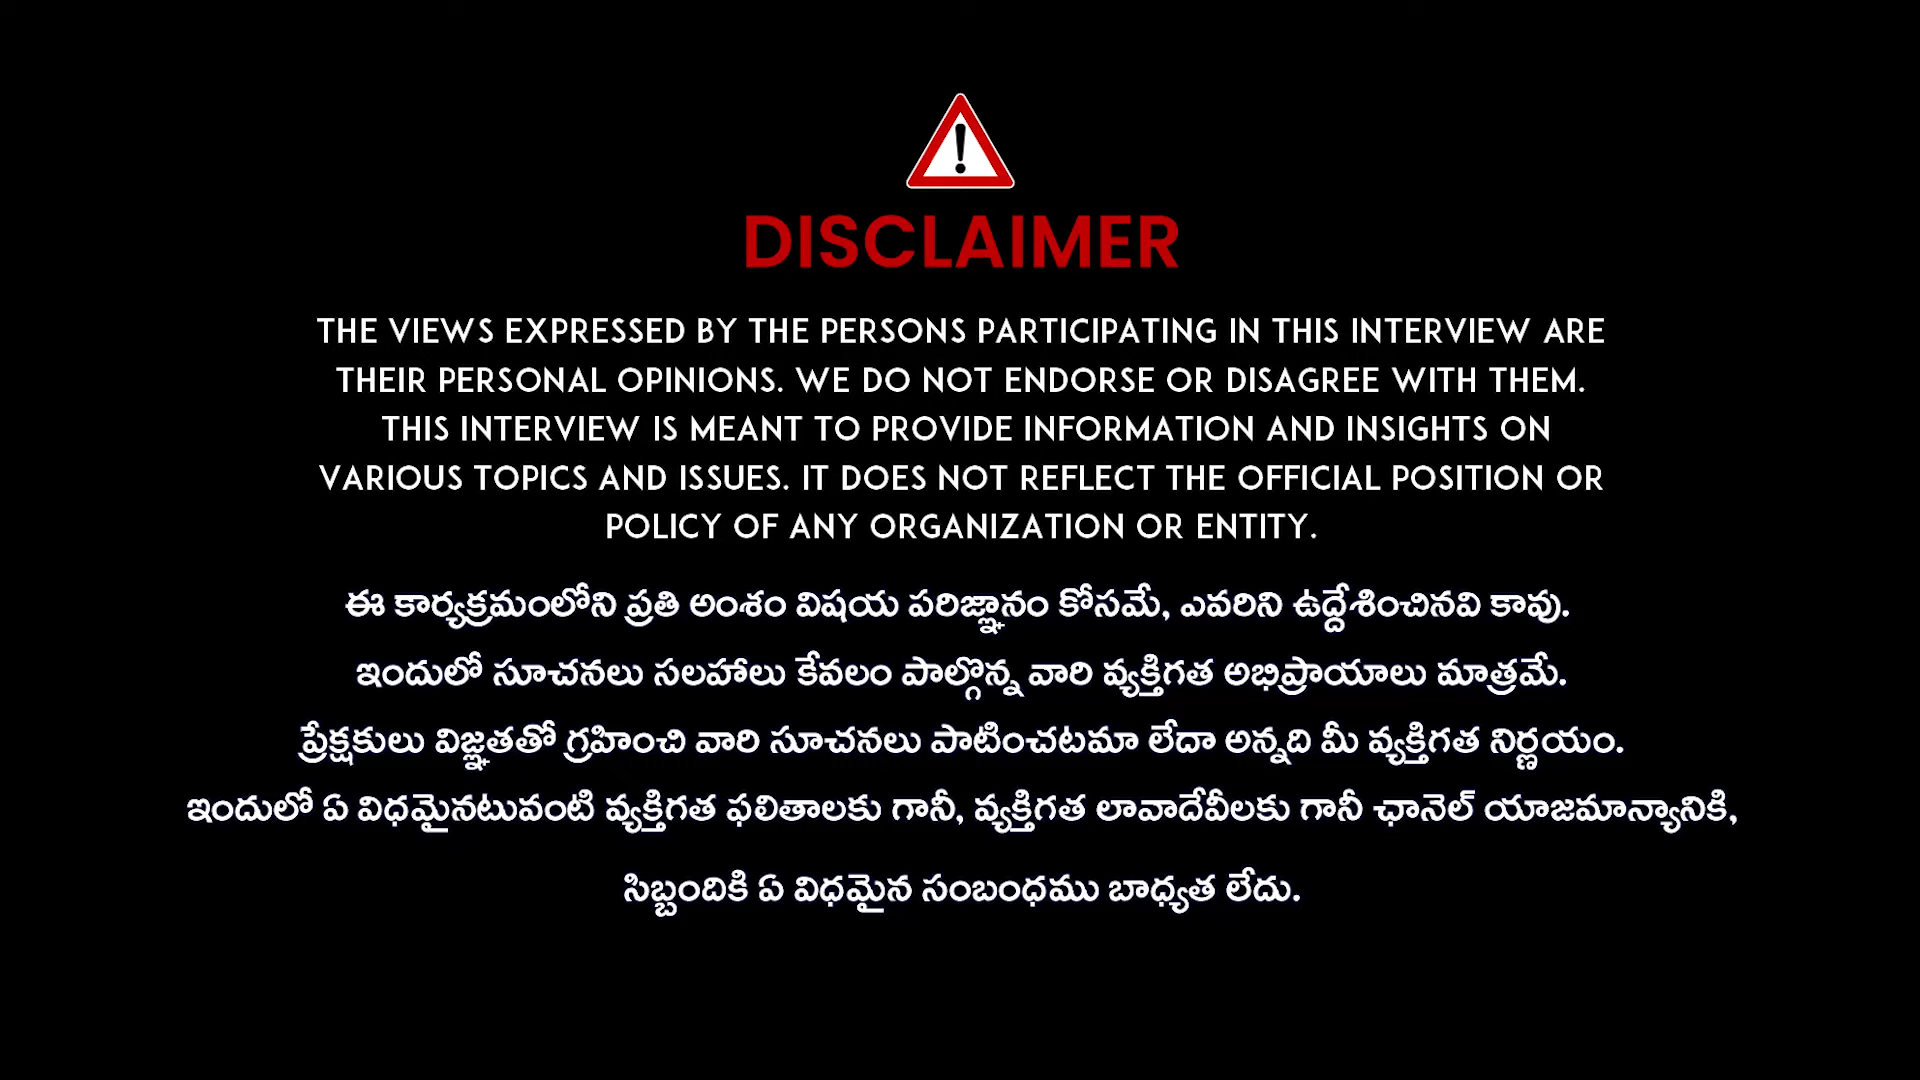 DISCLAIMER
THE VIEWS EXPRESSED BY THE PERSONS PARTICIPATING IN THIS INTERVIEW ARE
THEIR PERSONAL OPINIONS. WE DO NOT ENDORSE OR DISAGREE WITH THEM.
THIS INTERVIEW IS MEANT TO PROVIDE INFORMATION AND INSIGHTS ON
VARIOUS TOPICS AND ISSUES. IT DOES NOT REFLECT THE OFFICIAL POSITION OR
POLICY OF ANY ORGANIZATION OR ENTITY.
ఈ కార్యక్రమంలోని ప్రతి అంశం విషయ పరిజ్ఞానం కోసమే, ఎవరిని ఉద్దేశించినవి కావు.
ఇందులో సూచనలు సలహాలు కేవలం పాల్గొన్న వారి వ్యక్తిగత అభిప్రాయాలు మాత్రమే.
ప్రేక్షకులు విజ్ఞతతో గ్రహించి వారి సూచనలు పాటించటమా లేదా అన్నది మీ వ్యక్తిగత నిర్ణయం.
ఇందులో ఏ విధమైనటువంటి వ్యక్తిగత ఫలితాలకు గానీ, వ్యక్తిగత లావాదేవీలకు గానీ ఛానెల్ యాజమాన్యానికి,
సిబ్బందికి ఏ విధమైన సంబంధము బాధ్యత లేదు.